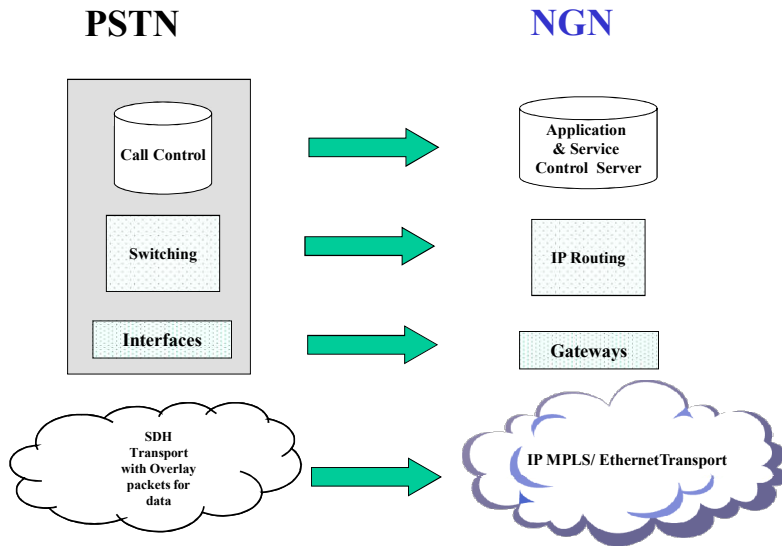 PSTN
NGN
Call Control
Application
& Service
Control Server
Switching
IP Routing
Interfaces
Gateways
SDH
Transport
with Overlay
packets for
data
IP MPLS/ EthernetTransport